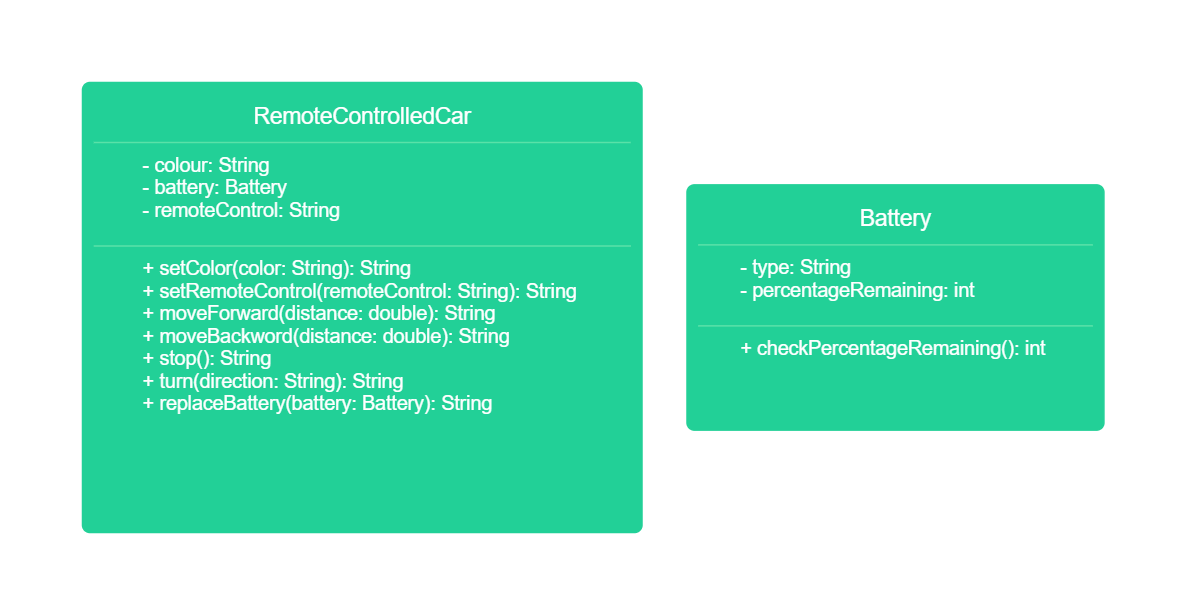 RemoteControlledCar
- colour: String
- battery: Battery
- remoteControl: String
+ setColor(color: String): String
+ setRemoteControl(remoteControl: String): String
+ moveForward(distance: double): String
+ moveBackword(distance: double): String
+ stop(): String
+ turn(direction: String): String
+ replaceBattery(battery: Battery): String
Battery
- type: String
- percentageRemaining: int
+ checkPercentageRemaining(): int